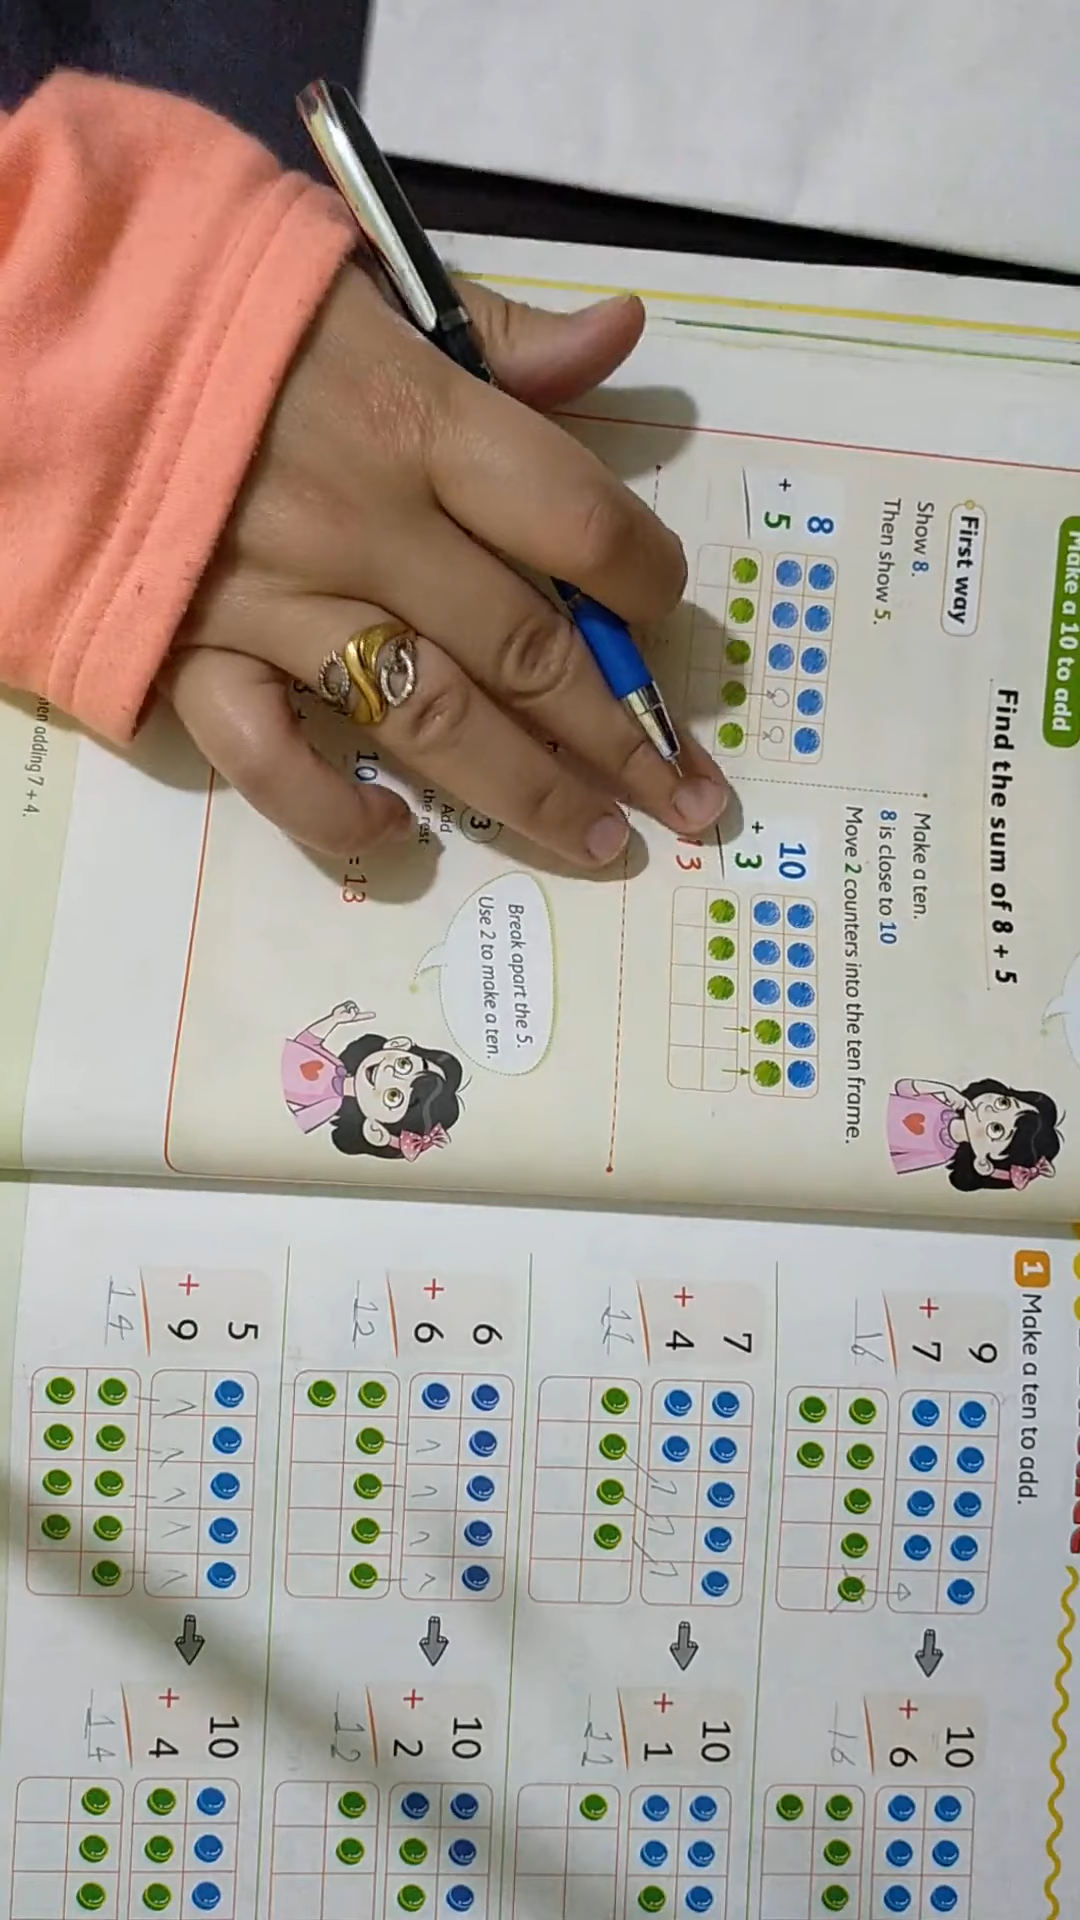 Make a 10 to add
Find the sum of 8 + 5
First way
Show 8.
Then show 5.
8
+ 5
Make a ten.
8 is close to 10
Move 2 counters into the ten frame.
10
+ 3
13
3
Add
the rest
10
= 13
Break apart the 5.
Use 2 to make a ten.
adding 7 + 4.
1 Make a ten to add.
9
+ 7
16
10
+ 6
16
7
+ 4
11
10
+ 1
11
6
+ 6
12
10
+ 2
12
5
+ 9
14
10
+ 4
14